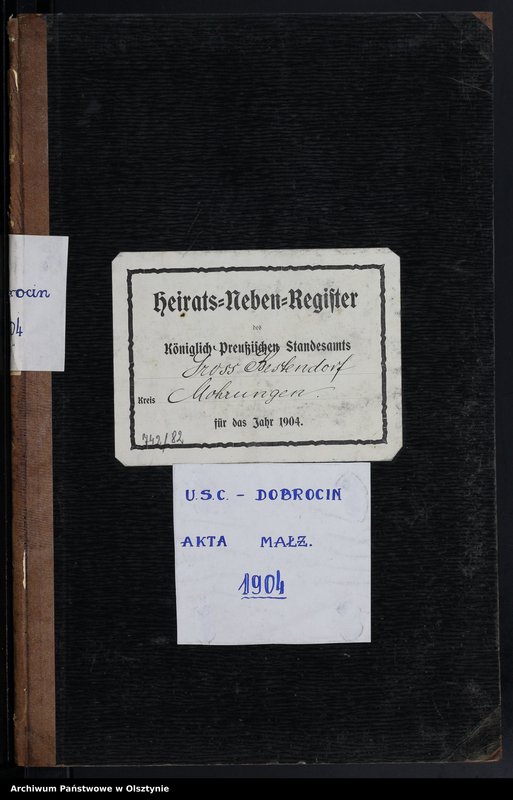 rocin
04
Heirats-Neben-Register
des
Königlich Preußischen Standesamts
Gross Bestendorf
Kreis Mohrungen.
für das Jahr 1904.
742/82
U.S.C. - DOBROCIN
AKTA MAŁŻ.
1904
Archiwum Państwowe w Olsztynie